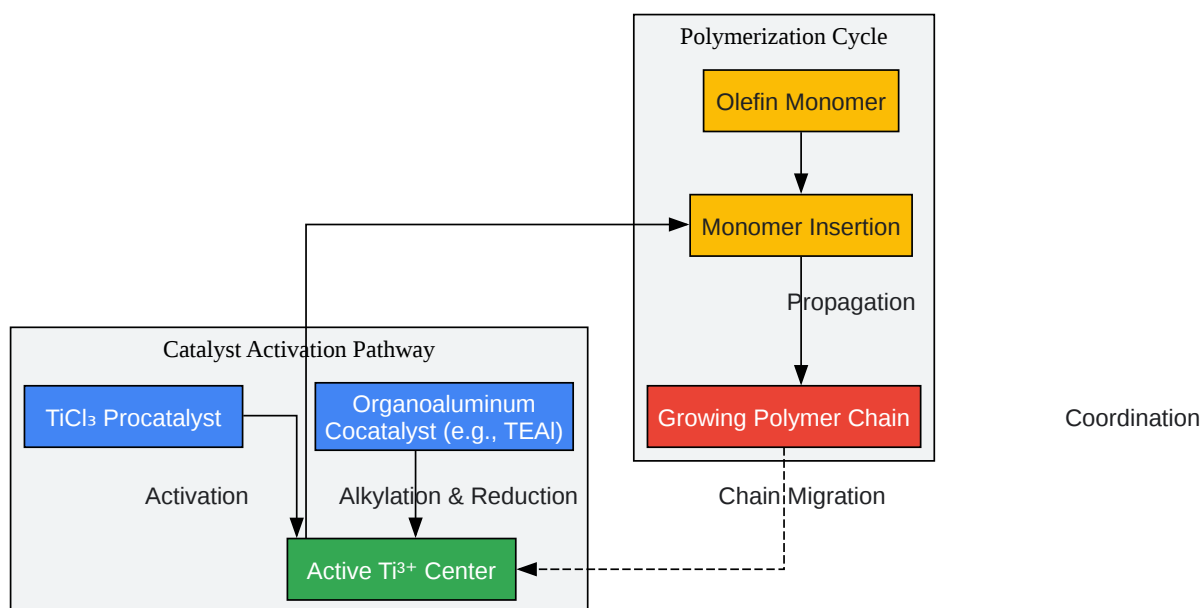 Polymerization Cycle
Olefin Monomer
Monomer Insertion
Propagation
Catalyst Activation Pathway
TiCl₃ Procatalyst
Organoaluminum
Cocatalyst (e.g., TEAl)
Growing Polymer Chain
Coordination
Activation
Alkylation & Reduction
Chain Migration
Active Ti³⁺ Center